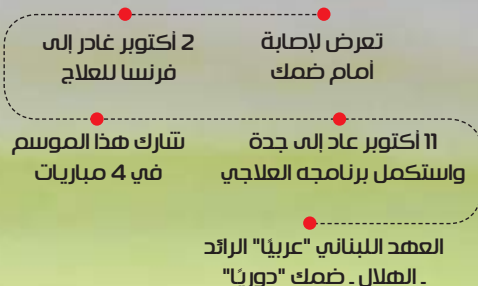 تعرض لإصابة
أمام ضمك
2 أكتوبر غادر إلى
فرنسا للعلاج
11 أكتوبر عاد إلى جدة
واستكمل برنامجه العلاجي
شارك هذا الموسم
في 4 مباريات
العهد اللبناني "عربيًا" الرائد
ـ الهلال ـ ضمك "دوريًا"